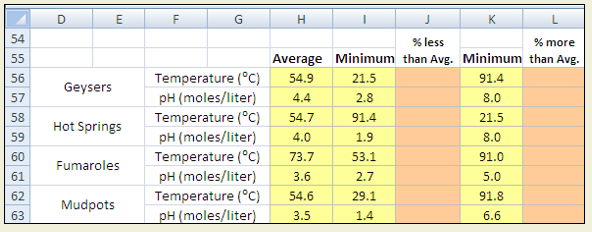 D E F G H I J K L
54 % less % more
55 Average Minimum than Avg. Minimum than Avg.
56 Geysers Temperature (°C) 54.9 21.5 91.4
57 pH (moles/liter) 4.4 2.8 8.0
58 Hot Springs Temperature (°C) 54.7 91.4 21.5
59 pH (moles/liter) 4.0 1.9 8.0
60 Fumaroles Temperature (°C) 73.7 53.1 91.0
61 pH (moles/liter) 3.6 2.7 5.0
62 Mudpots Temperature (°C) 54.6 29.1 91.8
63 pH (moles/liter) 3.5 1.4 6.6